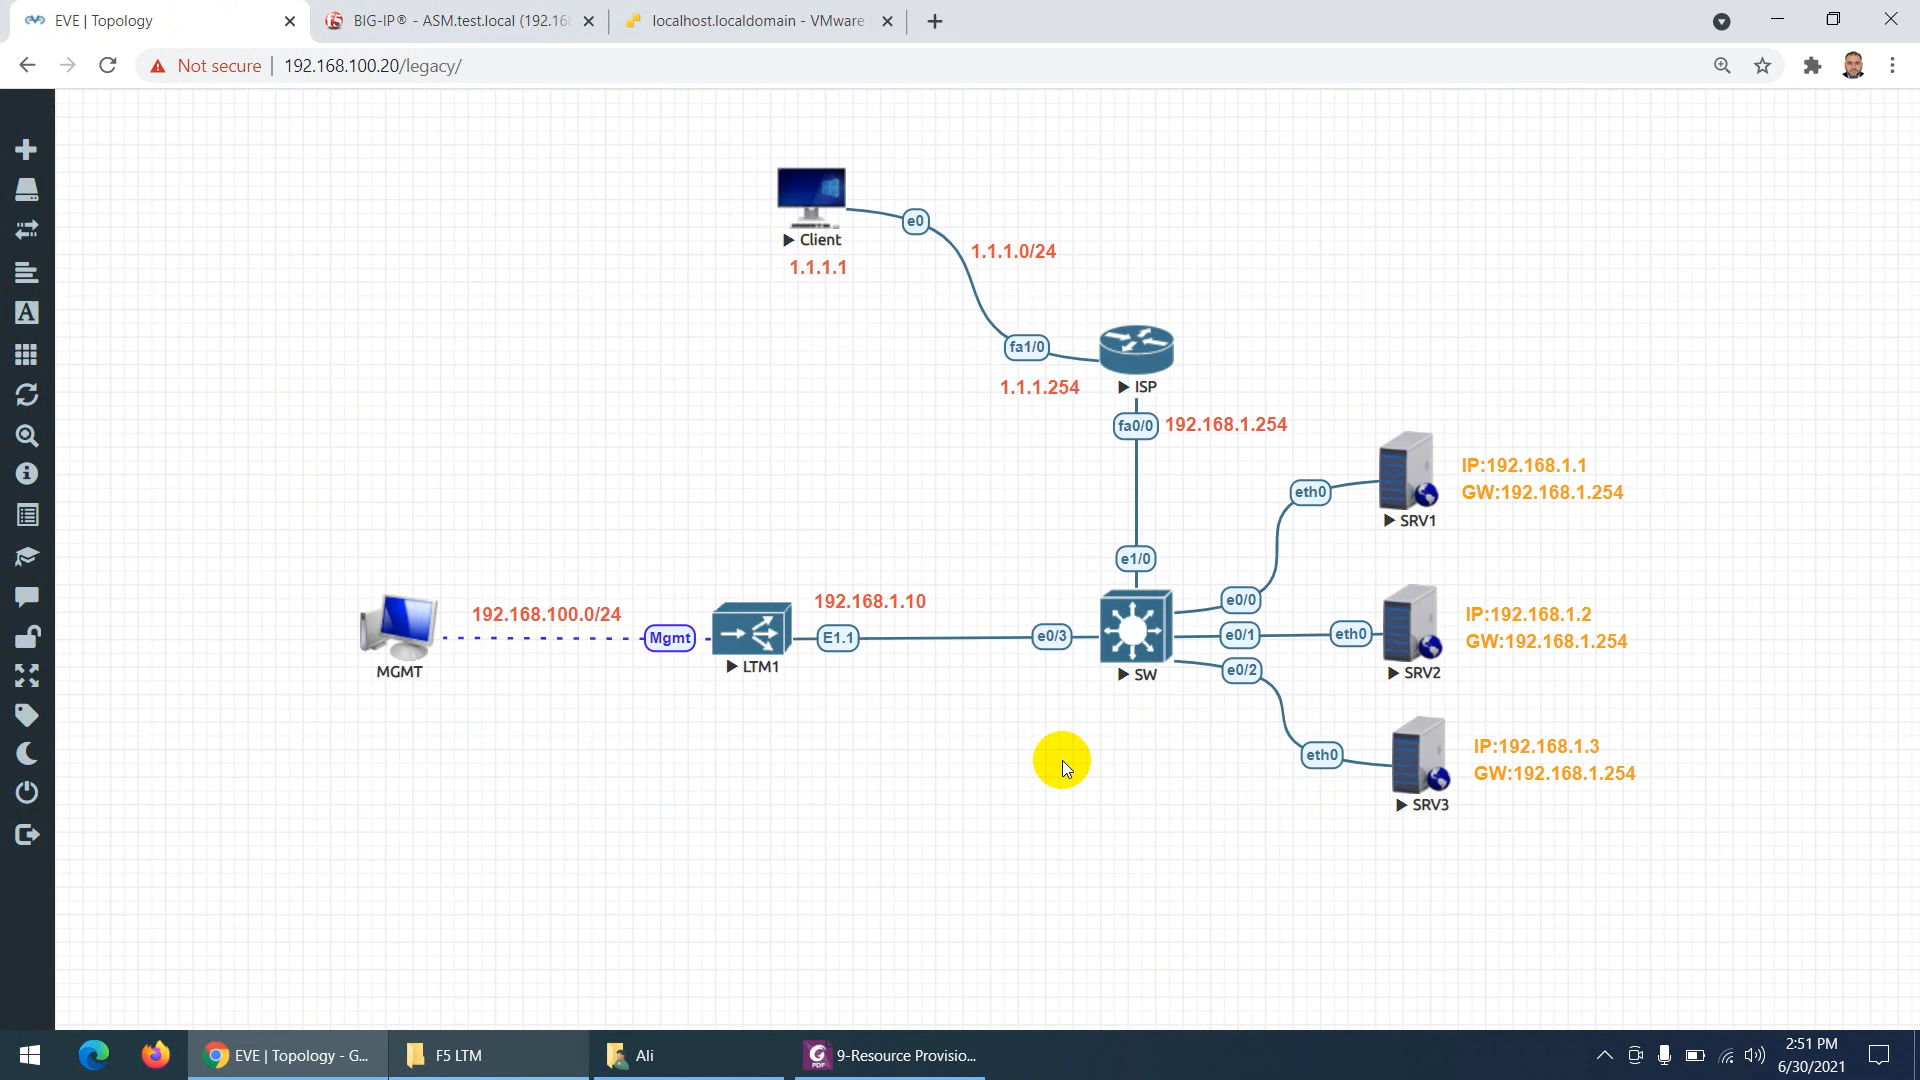 EVE | Topology
BIG-IP® - ASM.test.local (192.16
localhost.localdomain - VMware
Not secure
192.168.100.20/legacy/
Client
1.1.1.1
e0
1.1.1.0/24
fa1/0
1.1.1.254
ISP
fa0/0
192.168.1.254
IP:192.168.1.1
GW:192.168.1.254
eth0
SRV1
e1/0
MGMT
192.168.100.0/24
Mgmt
LTM1
192.168.1.10
E1.1
e0/3
SW
e0/0
e0/1
e0/2
eth0
IP:192.168.1.2
GW:192.168.1.254
SRV2
eth0
IP:192.168.1.3
GW:192.168.1.254
SRV3
A
EVE | Topology - G...
F5 LTM
Ali
PDF
9-Resource Provisio...
2:51 PM
6/30/2021